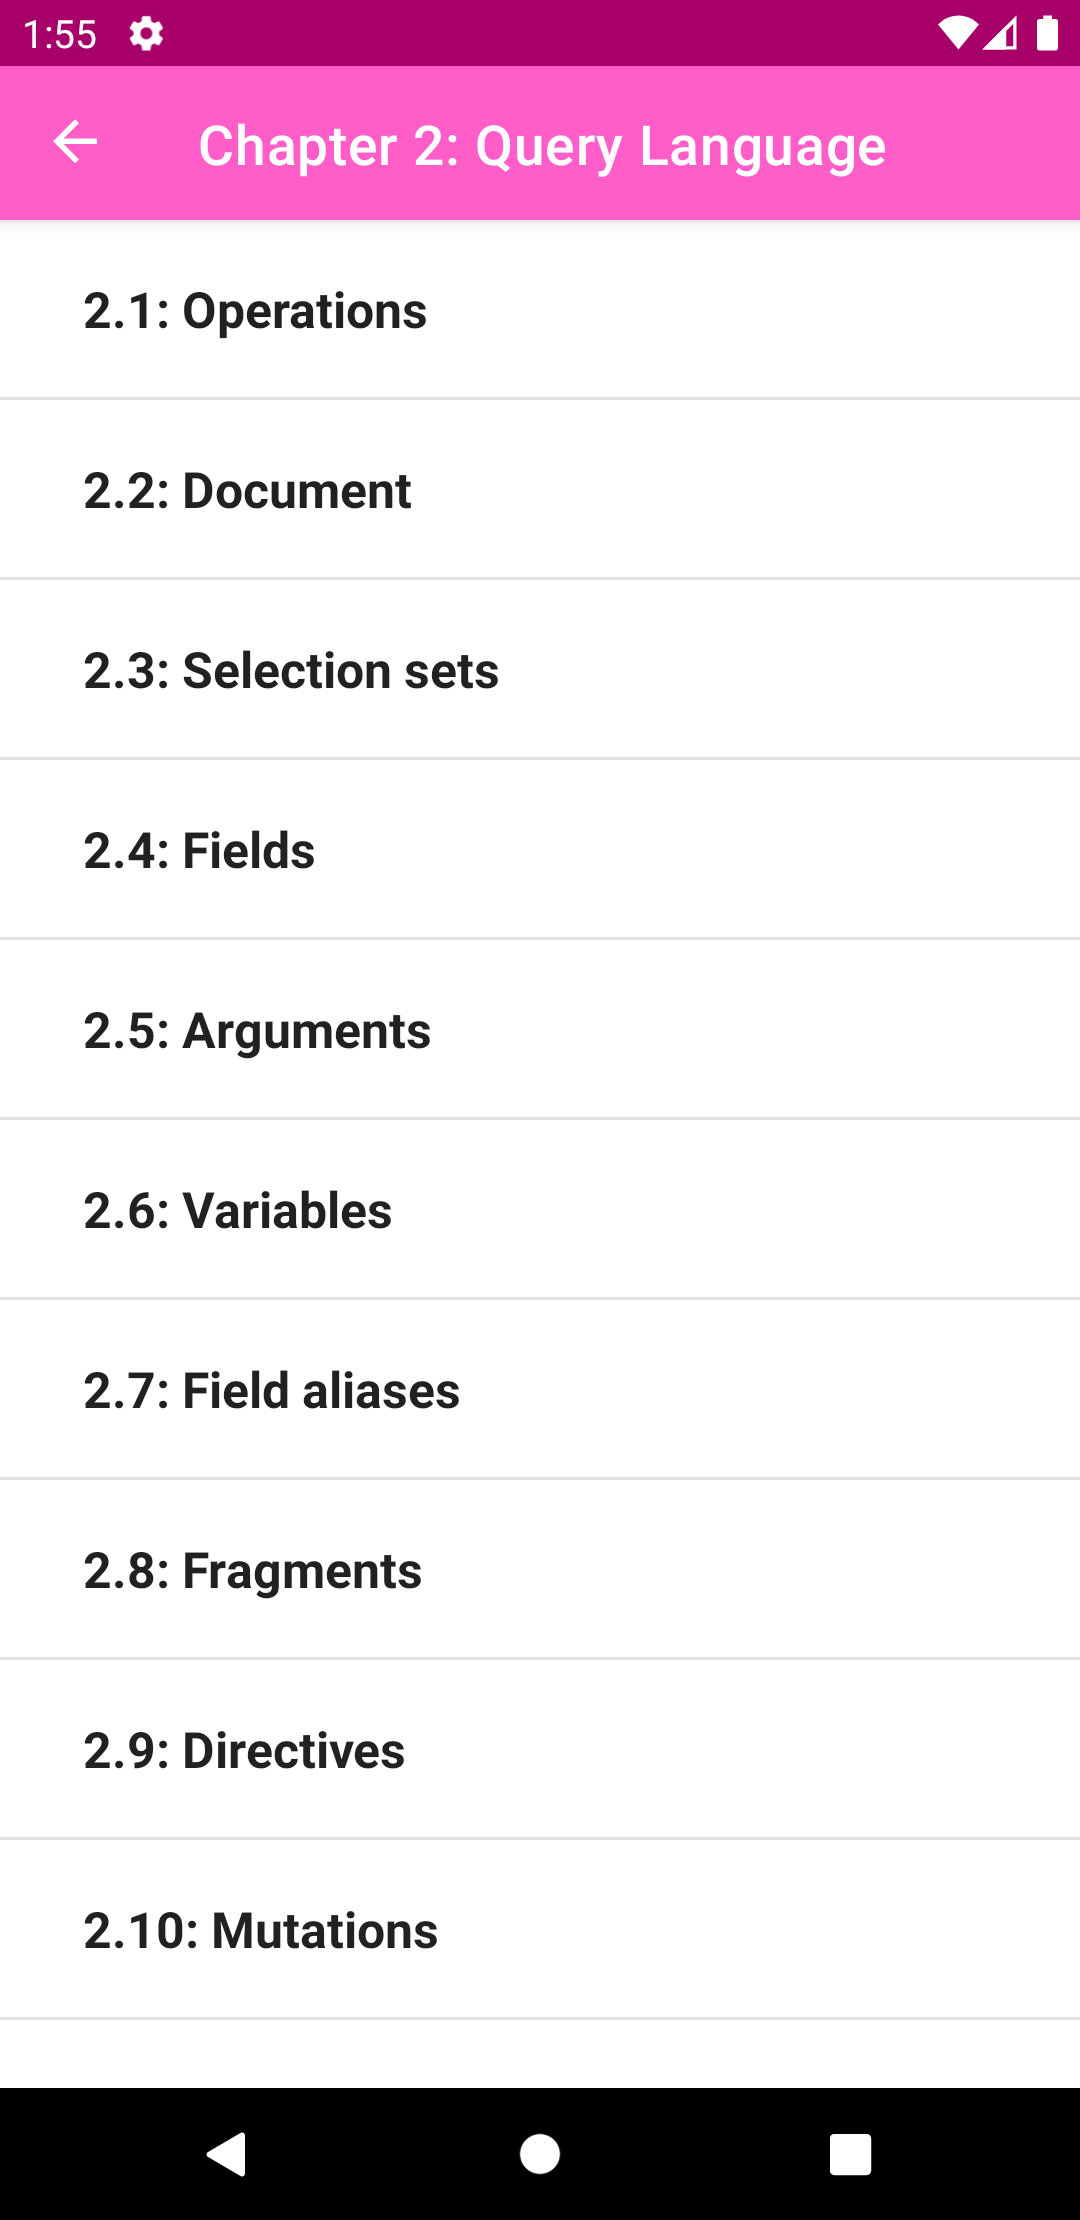 1:55
Chapter 2: Query Language
2.1: Operations
2.2: Document
2.3: Selection sets
2.4: Fields
2.5: Arguments
2.6: Variables
2.7: Field aliases
2.8: Fragments
2.9: Directives
2.10: Mutations